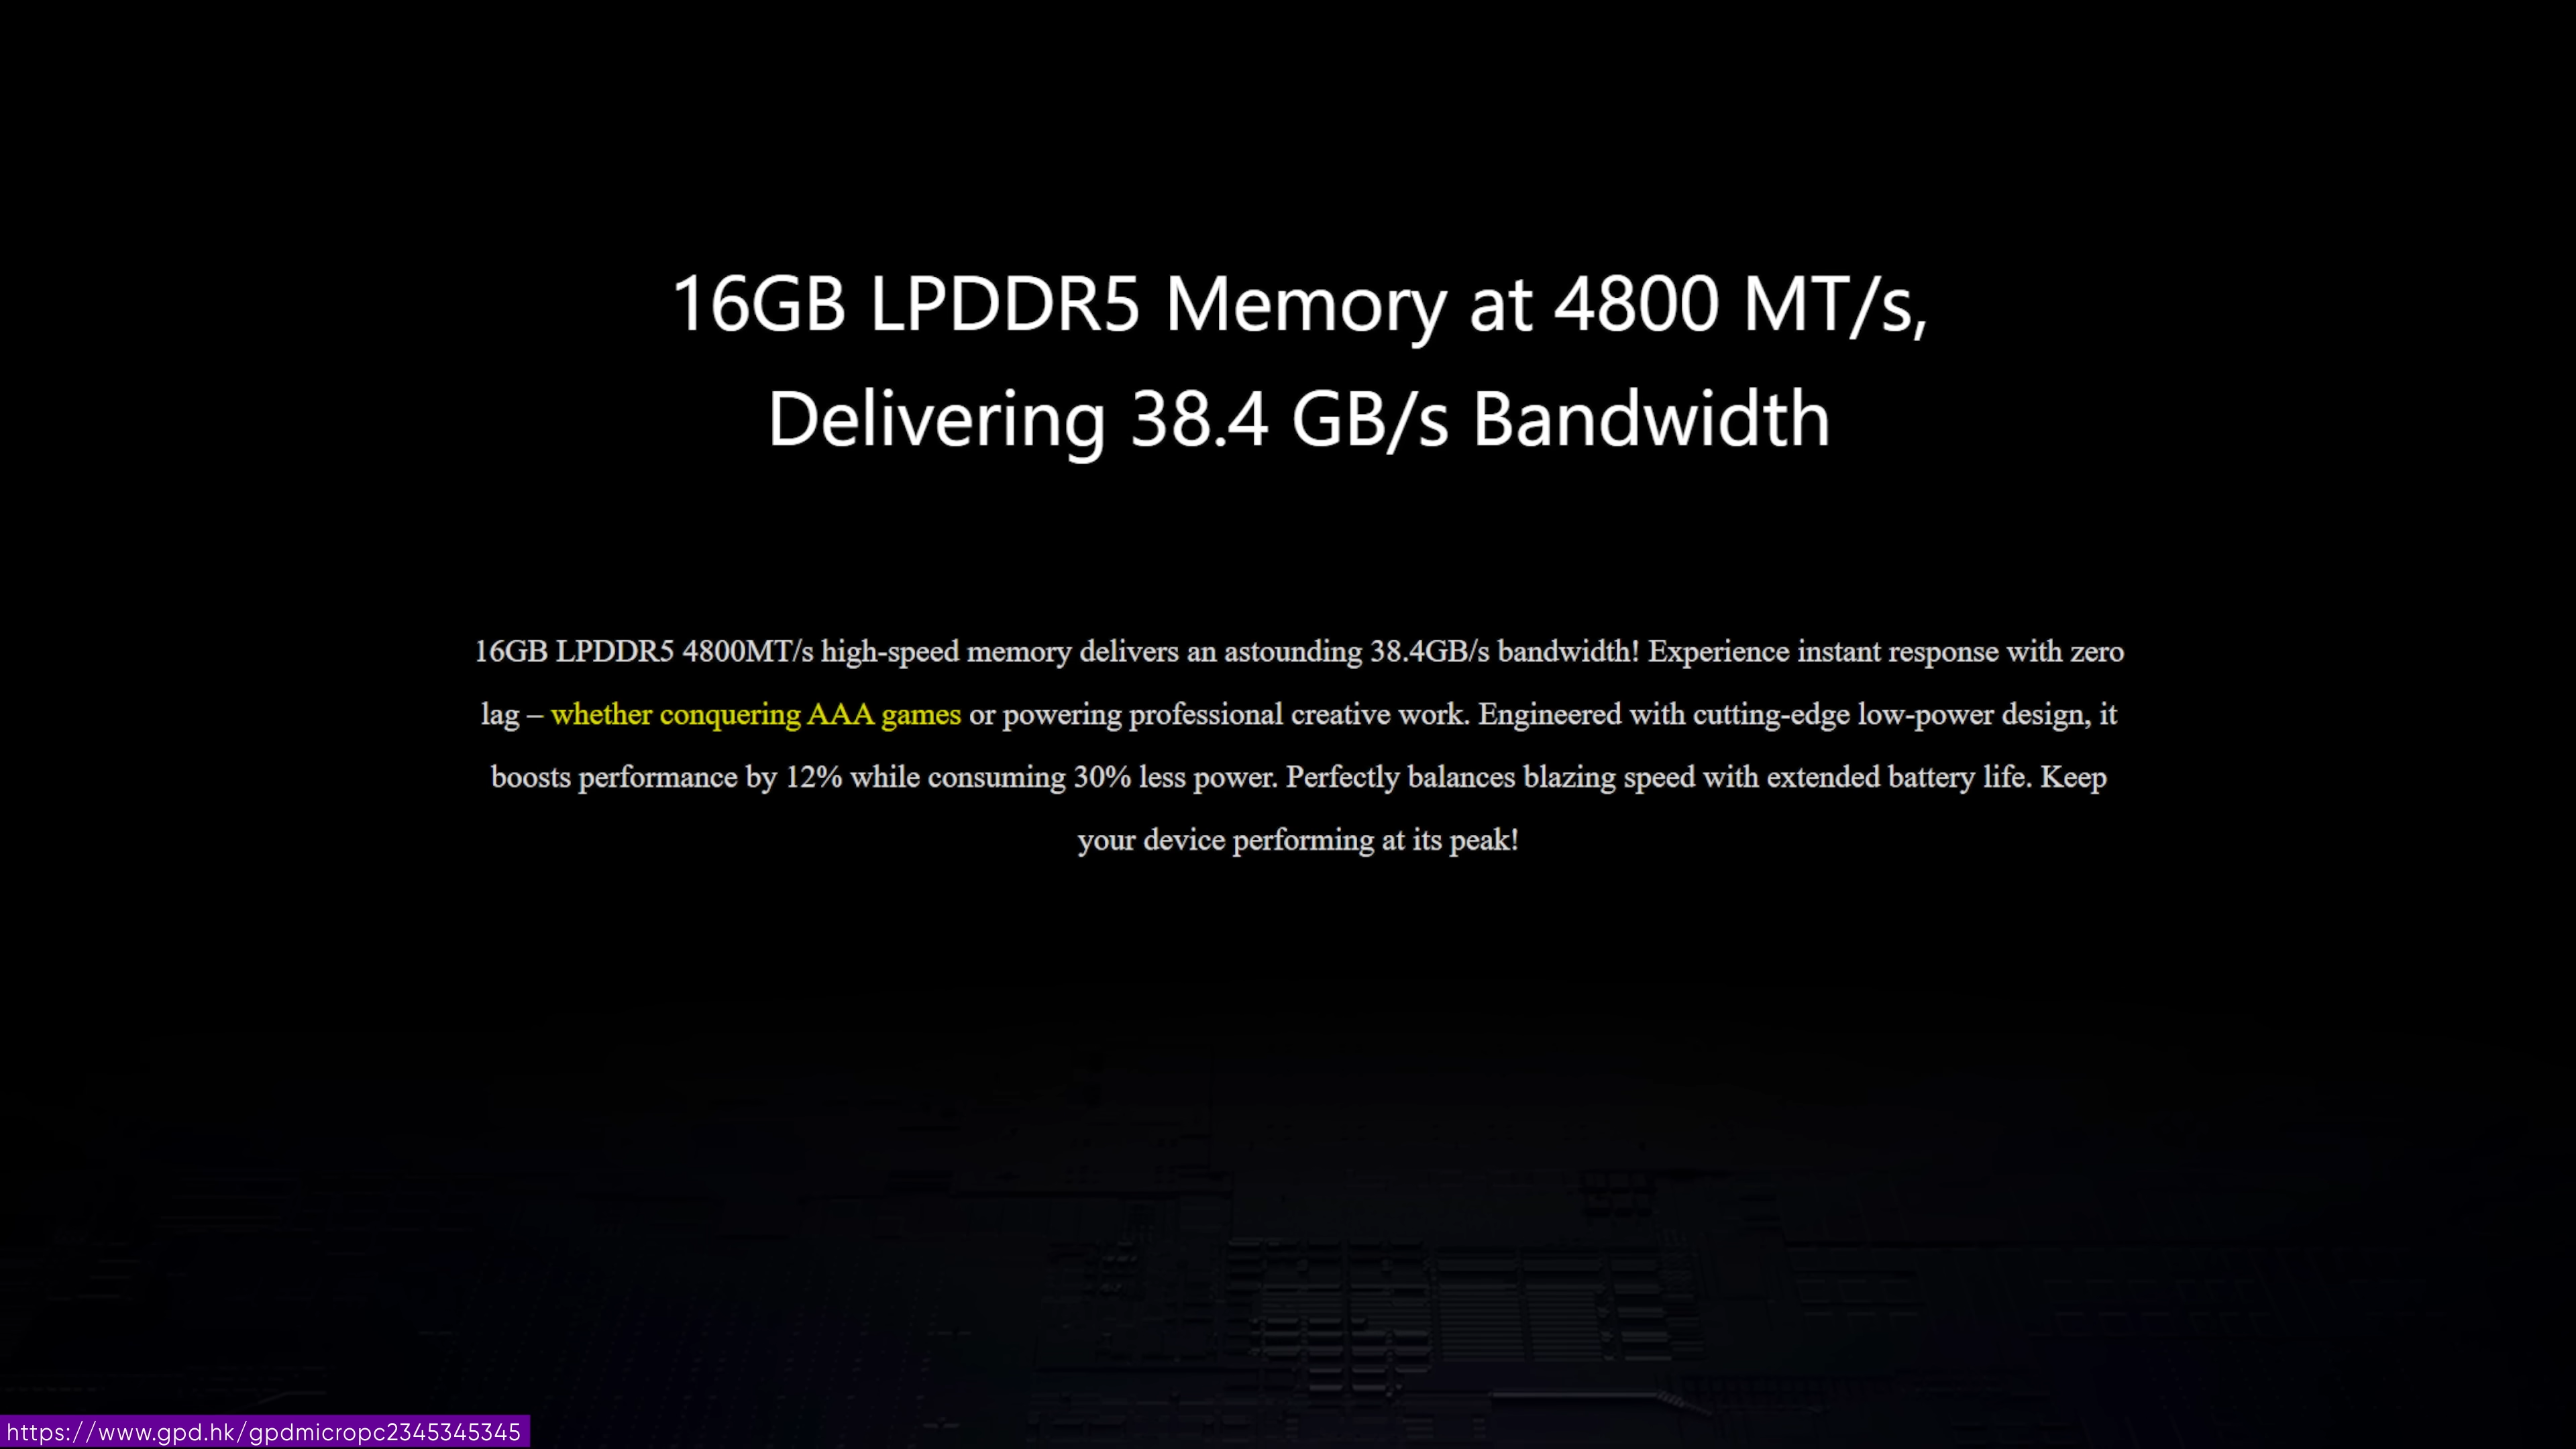 16GB LPDDR5 Memory at 4800 MT/s,
Delivering 38.4 GB/s Bandwidth
16GB LPDDR5 4800MT/s high-speed memory delivers an astounding 38.4GB/s bandwidth! Experience instant response with zero
lag – whether conquering AAA games or powering professional creative work. Engineered with cutting-edge low-power design, it
boosts performance by 12% while consuming 30% less power. Perfectly balances blazing speed with extended battery life. Keep
your device performing at its peak!
https://www.gpd.hk/gpdmicropc2345345345